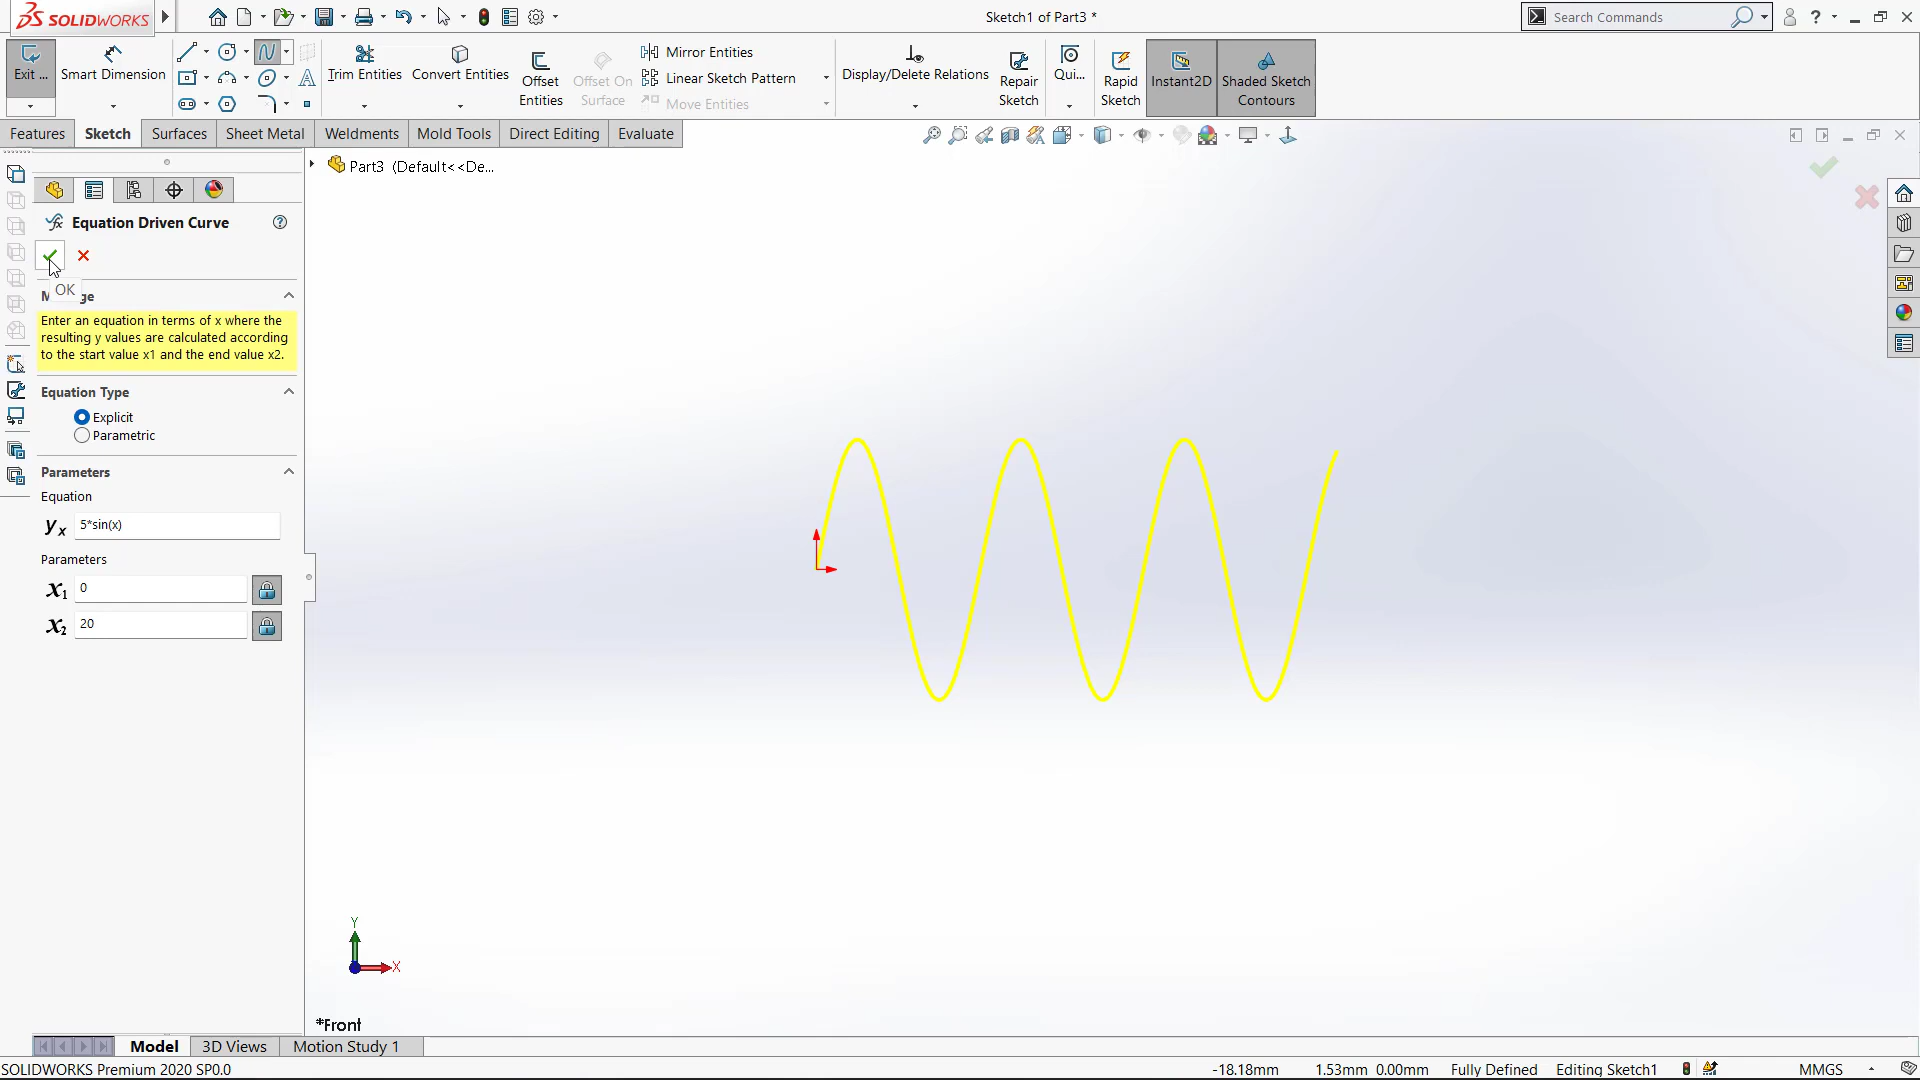 SOLIDWORKS
Sketch1 of Part3 *
Search Commands
?
Exit ...
Smart Dimension
Trim Entities
Convert Entities
Offset
Entities
Offset On
Surface
Mirror Entities
Linear Sketch Pattern
Move Entities
Display/Delete Relations
Repair
Sketch
Qui...
Rapid
Sketch
Instant2D
Shaded Sketch
Contours
Features
Sketch
Surfaces
Sheet Metal
Weldments
Mold Tools
Direct Editing
Evaluate
Part3 (Default<<De...
Equation Driven Curve
OK
Enter an equation in terms of x where the
resulting y values are calculated according
to the start value x1 and the end value x2.
Equation Type
Explicit
Parametric
Parameters
Equation
yx 5*sin(x)
Parameters
x1 0
x2 20
Y
X
*Front
Model
3D Views
Motion Study 1
SOLIDWORKS Premium 2020 SP0.0
-18.18mm
1.53mm 0.00mm
Fully Defined
Editing Sketch1
MMGS